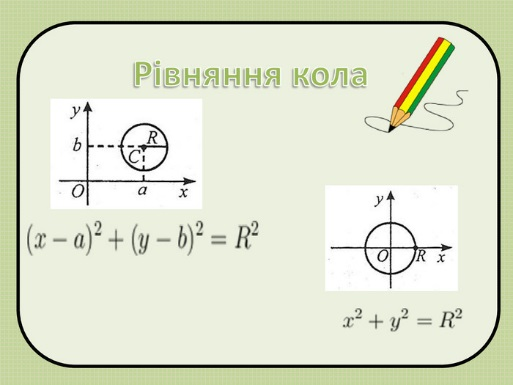 Рівняння кола
y
b
R
C
O
a
x
(x − a)² + (y − b)² = R²
y
O
R
x
x² + y² = R²